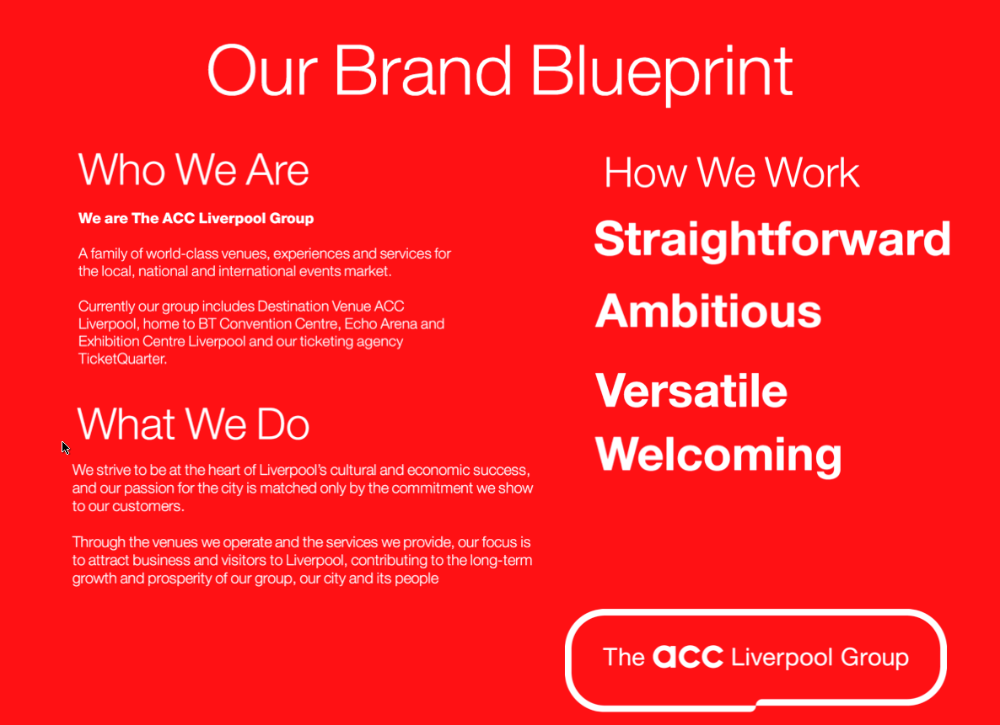 Our Brand Blueprint
Who We Are
We are The ACC Liverpool Group
A family of world-class venues, experiences and services for
the local, national and international events market.
Currently our group includes Destination Venue ACC
Liverpool, home to BT Convention Centre, Echo Arena and
Exhibition Centre Liverpool and our ticketing agency
TicketQuarter.
What We Do
We strive to be at the heart of Liverpool’s cultural and economic success,
and our passion for the city is matched only by the commitment we show
to our customers.
Through the venues we operate and the services we provide, our focus is
to attract business and visitors to Liverpool, contributing to the long-term
growth and prosperity of our group, our city and its people
How We Work
Straightforward
Ambitious
Versatile
Welcoming
The acc Liverpool Group